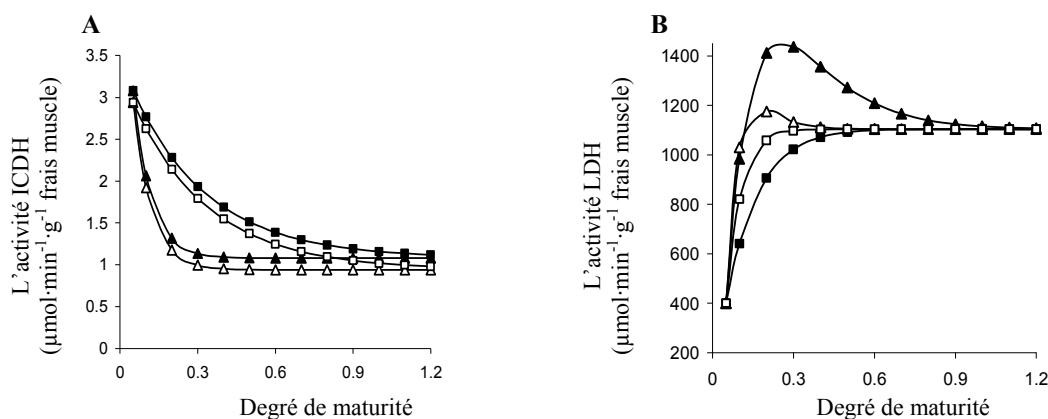 A
L'activité ICDH
(µmol·min⁻¹·g⁻¹ frais muscle)
3.5
3
2.5
2
1.5
1
0.5
0
0 0.3 0.6 0.9 1.2
Degré de maturité
B
L'activité LDH
(µmol·min⁻¹·g⁻¹ frais muscle)
1400
1200
1000
800
600
400
200
0 0.3 0.6 0.9 1.2
Degré de maturité